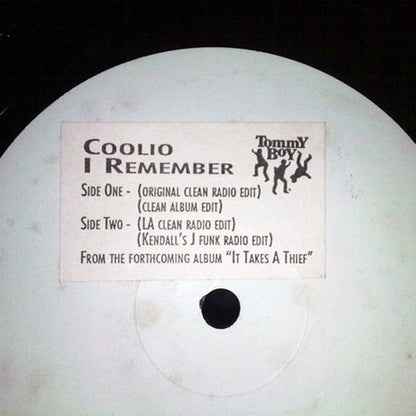 COOLIO
I REMEMBER
TOMMY
BOY
SIDE ONE - (ORIGINAL CLEAN RADIO EDIT)
(CLEAN ALBUM EDIT)
SIDE TWO - (LA CLEAN RADIO EDIT)
(KENDALL'S J FUNK RADIO EDIT)
FROM THE FORTHCOMING ALBUM "IT TAKES A THIEF"